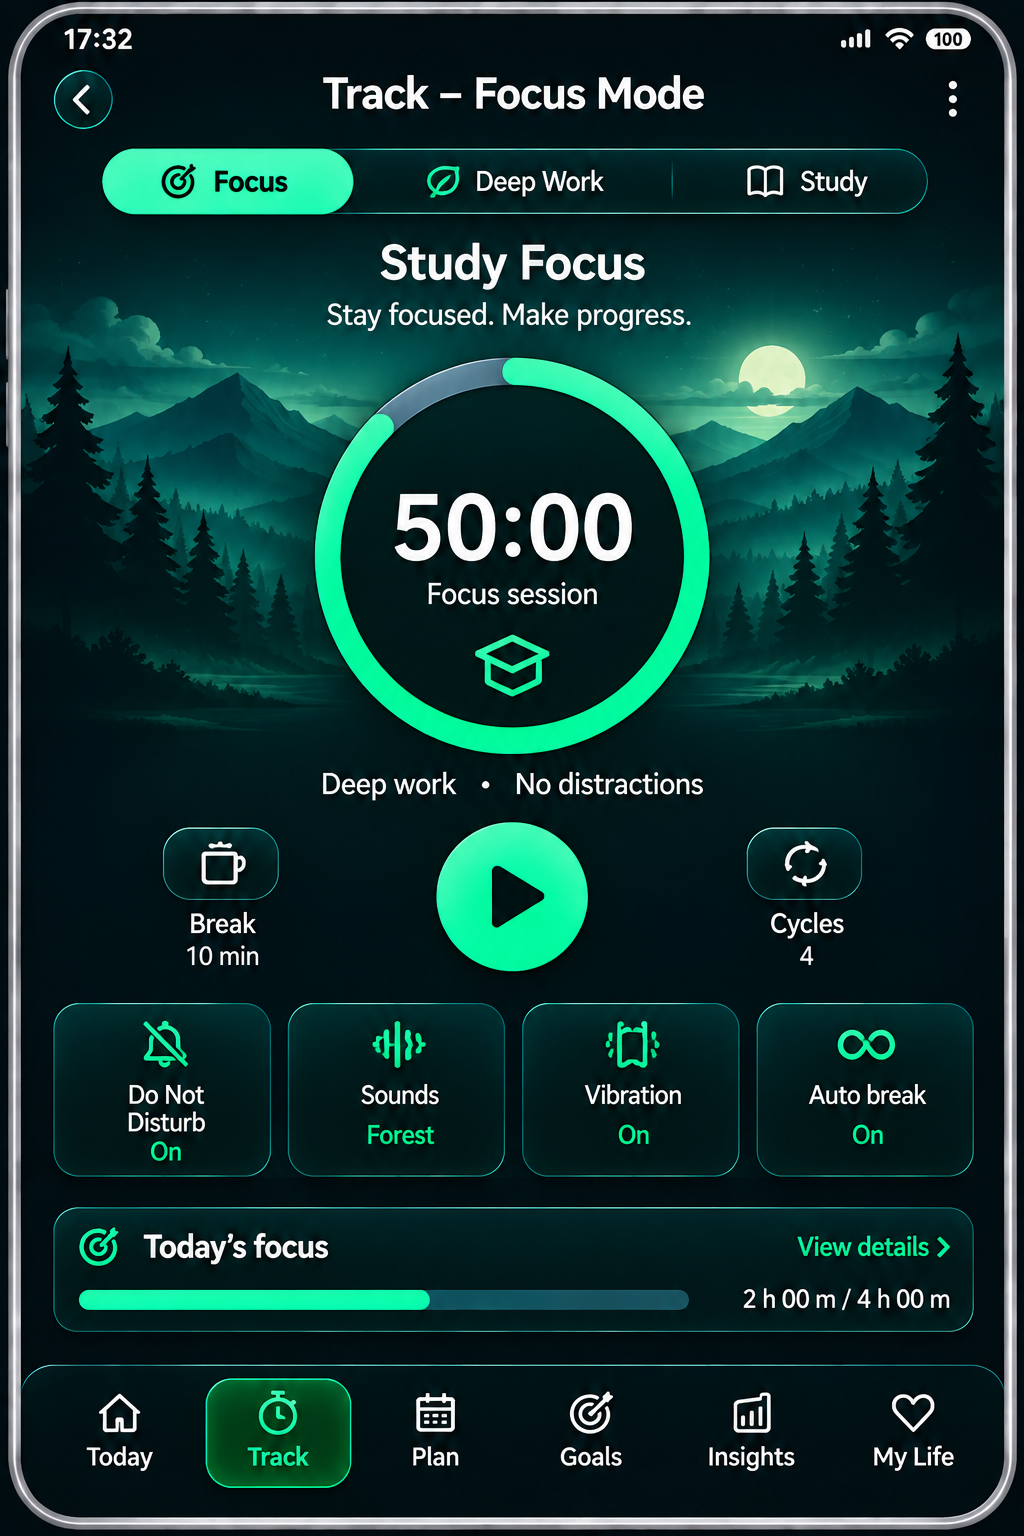 17:32
100
Track – Focus Mode
Focus
Deep Work
Study
Study Focus
Stay focused. Make progress.
50:00
Focus session
Deep work • No distractions
Break
10 min
Cycles
4
Do Not
Disturb
On
Sounds
Forest
Vibration
On
Auto break
On
Today's focus
View details
2 h 00 m / 4 h 00 m
Today
Track
Plan
Goals
Insights
My Life